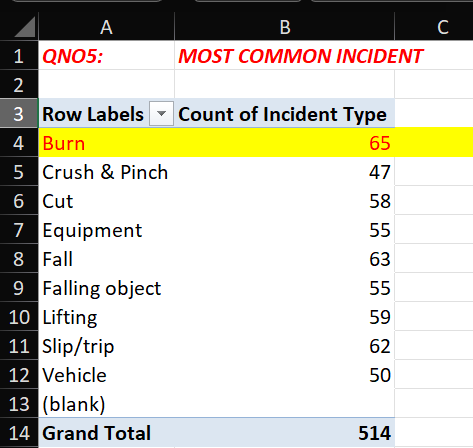 A B C
1 QNO5: MOST COMMON INCIDENT
2
3 Row Labels Count of Incident Type
4 Burn 65
5 Crush & Pinch 47
6 Cut 58
7 Equipment 55
8 Fall 63
9 Falling object 55
10 Lifting 59
11 Slip/trip 62
12 Vehicle 50
13 (blank)
14 Grand Total 514